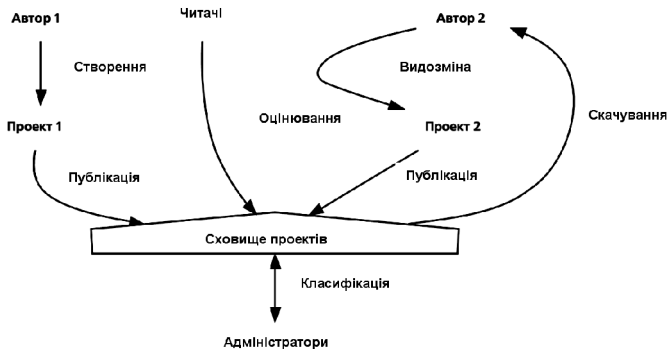 Автор 1
Читачі
Автор 2
Створення
Видозміна
Проект 1
Оцінювання
Проект 2
Скачування
Публікація
Публікація
Сховище проектів
Класифікація
Адміністратори